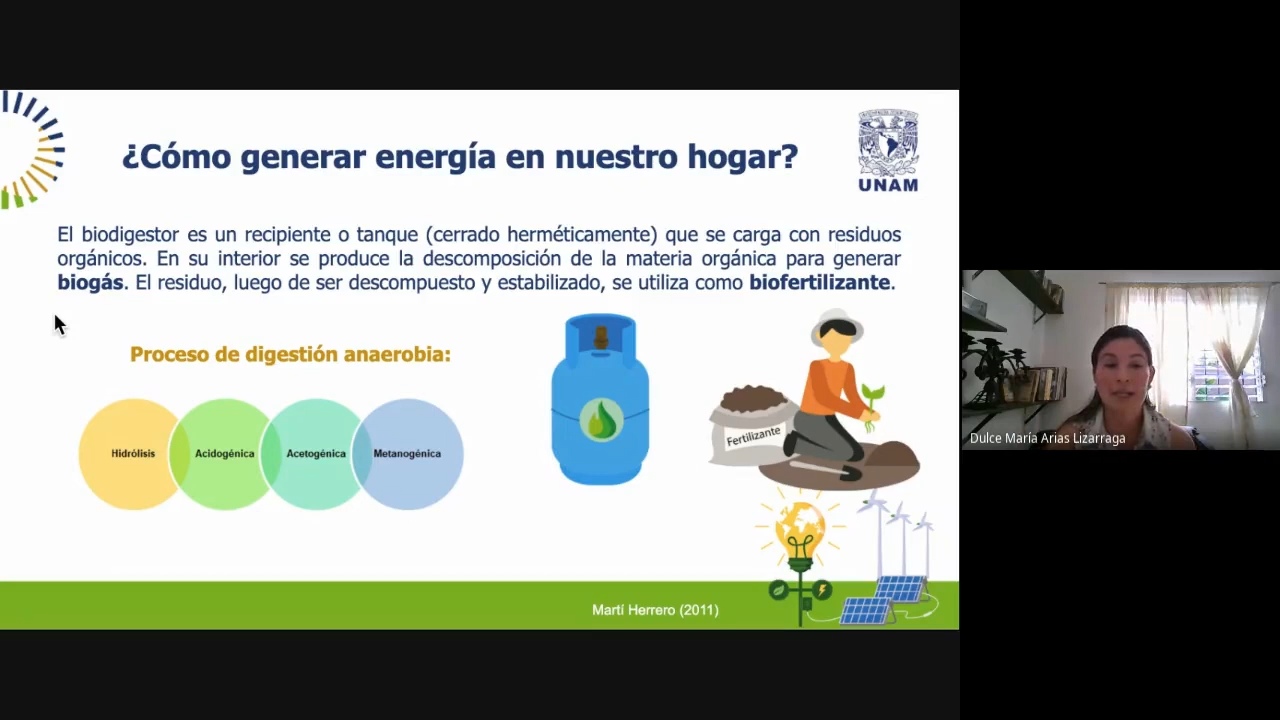 ¿Cómo generar energía en nuestro hogar?
UNAM
El biodigestor es un recipiente o tanque (cerrado herméticamente) que se carga con residuos
orgánicos. En su interior se produce la descomposición de la materia orgánica para generar
biogás. El residuo, luego de ser descompuesto y estabilizado, se utiliza como biofertilizante.
Proceso de digestión anaerobia:
Hidrólisis
Acidogénica
Acetogénica
Metanogénica
Fertilizante
Martí Herrero (2011)
Dulce María Arias Lizarraga